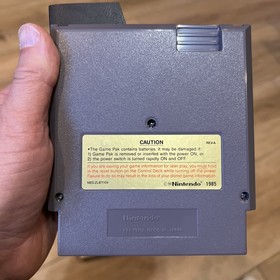 CAUTION
REV-A
•The Game Pak contains batteries. It may be damaged if:
1) Game Pak is removed or inserted with the power ON, or
2) the power switch is turned rapidly ON and OFF.
If you are saving your game information for later play, you must hold
in the reset button on the Control Deck while turning off the power.
Failure to do so may result in the loss of your stored game information.
©Nintendo 1985
Nintendo